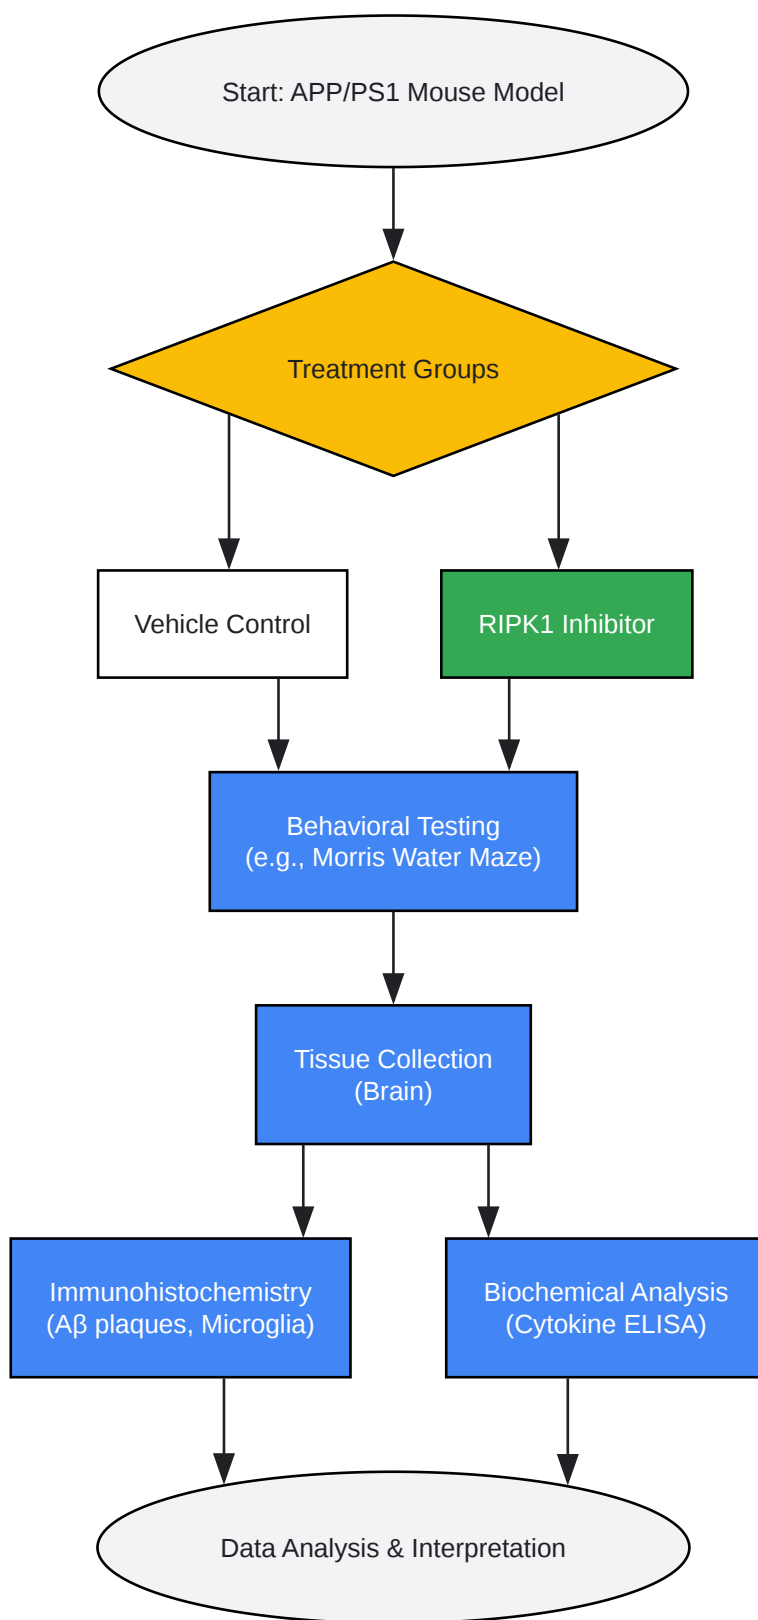 Start: APP/PS1 Mouse Model
Treatment Groups
Vehicle Control
RIPK1 Inhibitor
Behavioral Testing
(e.g., Morris Water Maze)
Tissue Collection
(Brain)
Immunohistochemistry
(Aβ plaques, Microglia)
Biochemical Analysis
(Cytokine ELISA)
Data Analysis & Interpretation